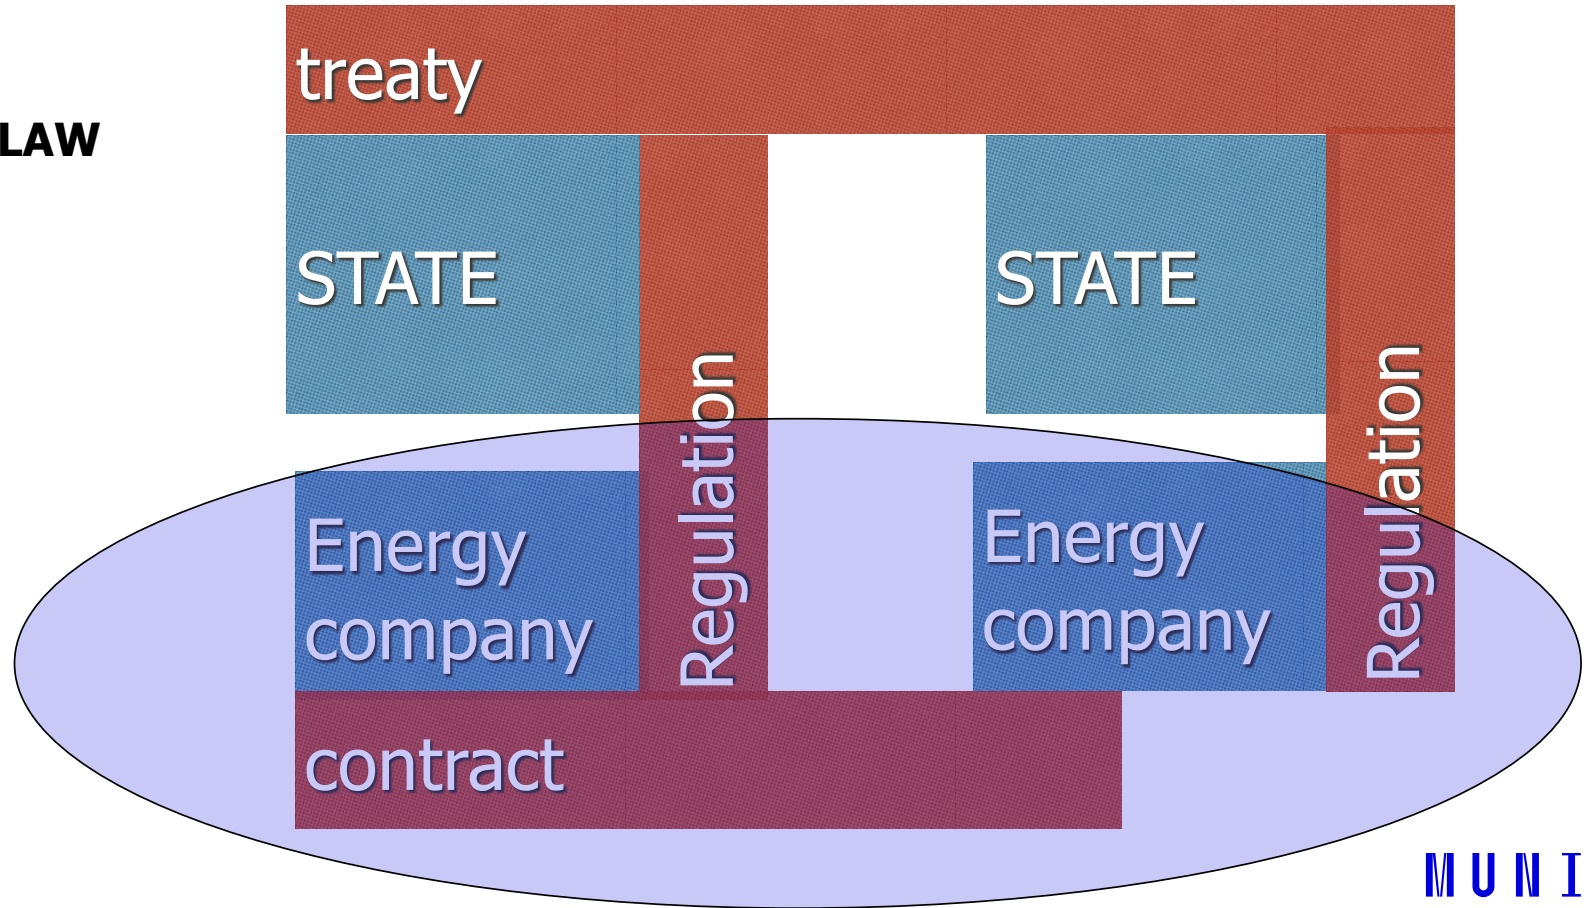 treaty
LAW
STATE
STATE
Regulation
Regulation
Energy
company
Energy
company
contract
MUNI